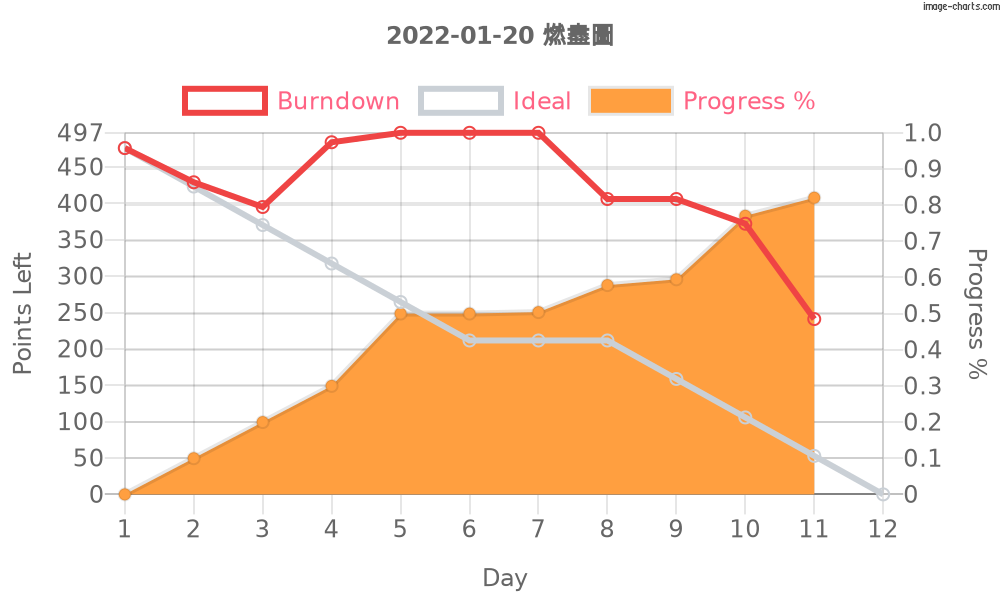 image-charts.com
2022-01-20 燃盡圖
Burndown Ideal Progress %
497 1.0
450 0.9
400 0.8
350 0.7
300 0.6
250 0.5
200 0.4
150 0.3
100 0.2
50 0.1
0 0
Points Left
Progress %
1 2 3 4 5 6 7 8 9 10 11 12
Day